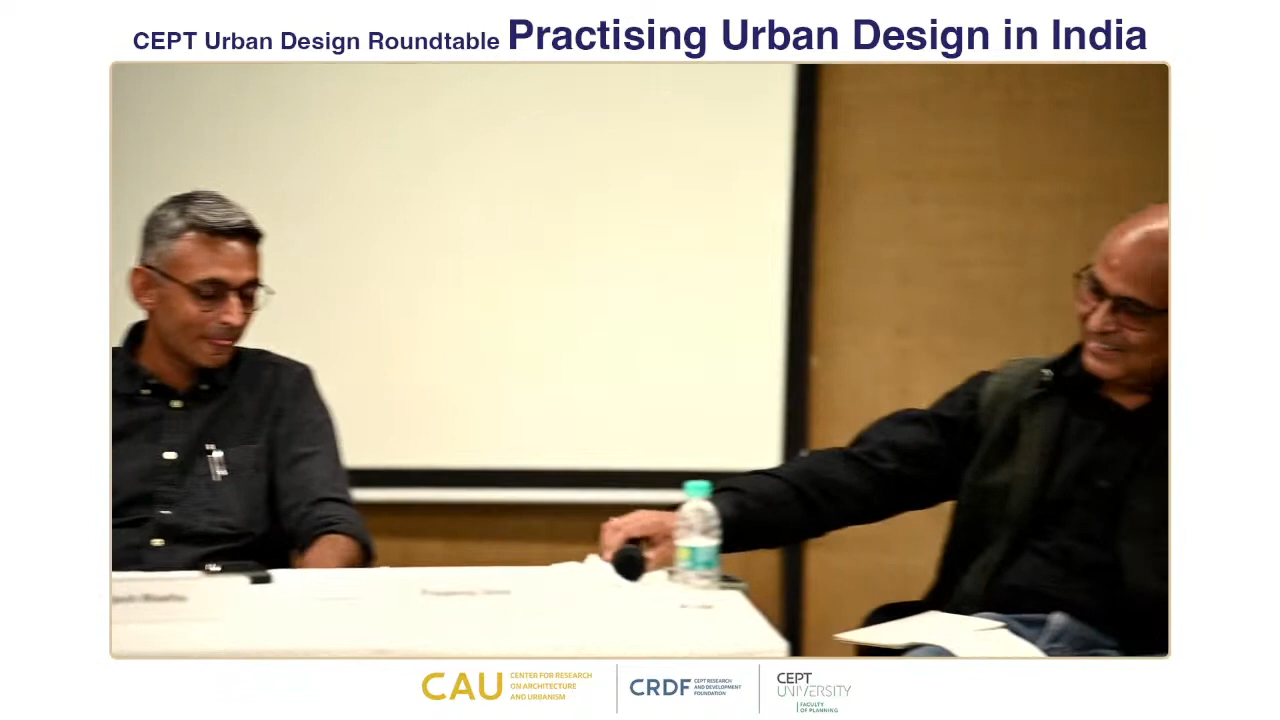 CEPT Urban Design Roundtable Practising Urban Design in India
CAU CENTER FOR RESEARCH
ON ARCHITECTURE
AND URBANISM
CRDF CEPT RESEARCH
AND DEVELOPMENT
FOUNDATION
CEPT
UNIVERSITY
FACULTY
OF PLANNING